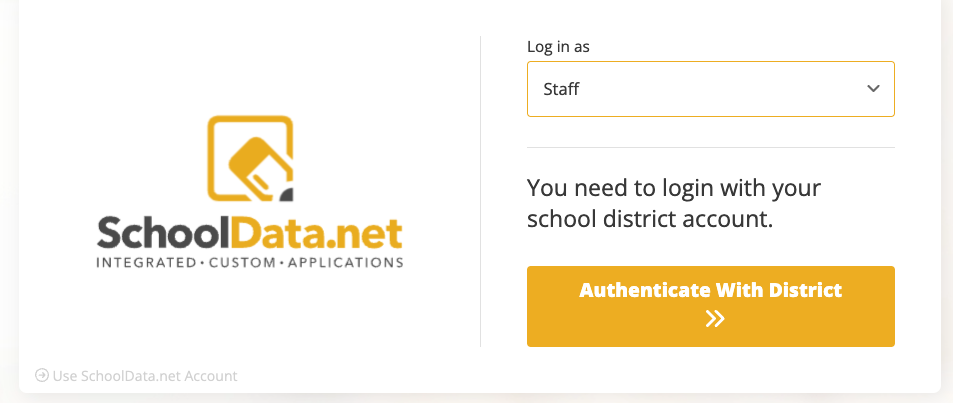 Log in as
Staff
You need to login with your
school district account.
Authenticate With District
SchoolData.net
INTEGRATED · CUSTOM · APPLICATIONS
Use SchoolData.net Account